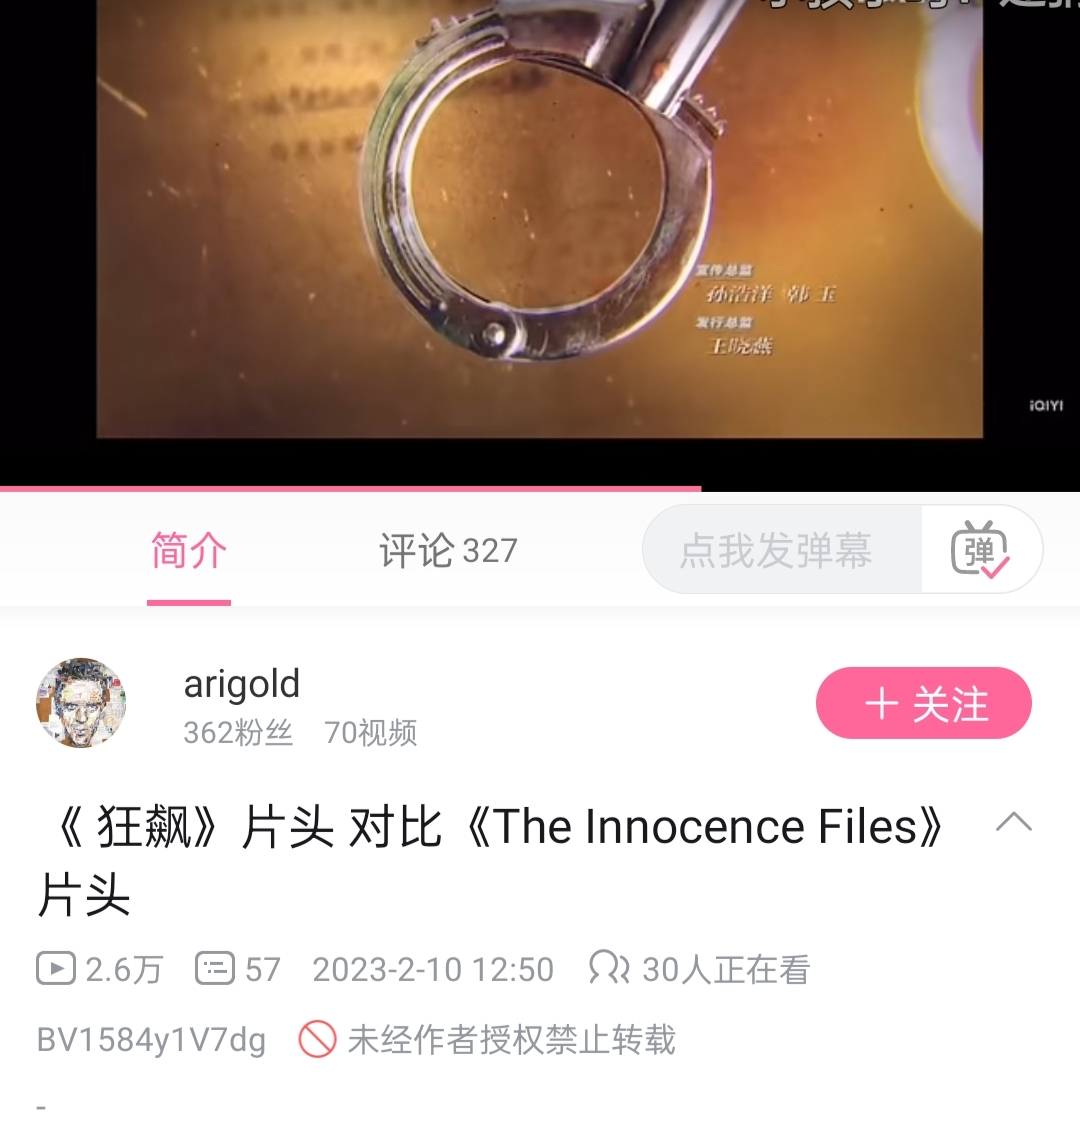 宣传总监
孙浩洋 韩玉
发行总监
王晓燕
iQIYI
简介
评论 327
点我发弹幕
弹
arigold
362粉丝 70视频
+ 关注
《 狂飙》片头 对比《The Innocence Files》
片头
2.6万 57 2023-2-10 12:50 30人正在看
BV1584y1V7dg 未经作者授权禁止转载
-